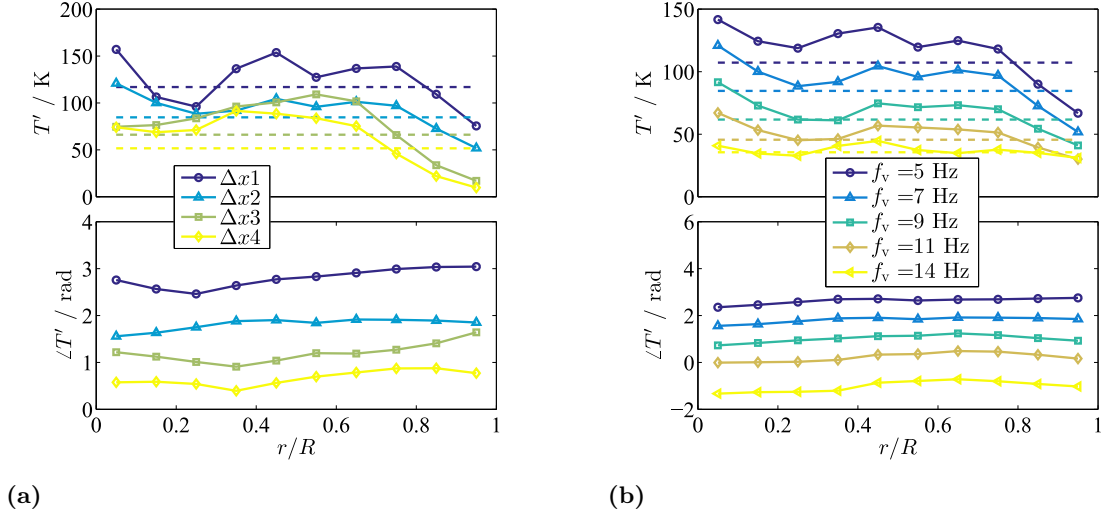 200
150
100
50
0
T′ / K
Δx1
Δx2
Δx3
Δx4
4
3
2
1
0
∠T′ / rad
0 0.2 0.4 0.6 0.8 1
r/R
(a)
150
100
50
0
T′ / K
f_v =5 Hz
f_v =7 Hz
f_v =9 Hz
f_v =11 Hz
f_v =14 Hz
6
4
2
0
−2
∠T′ / rad
0 0.2 0.4 0.6 0.8 1
r/R
(b)